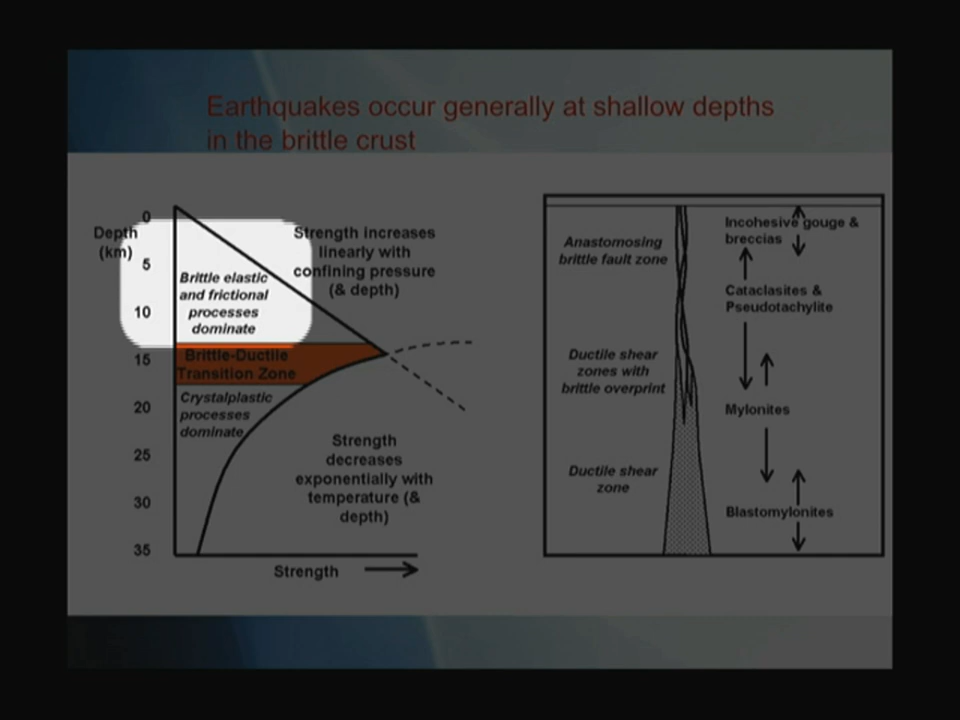 Earthquakes occur generally at shallow depths
in the brittle crust
Depth
(km)
0
5
10
15
20
25
30
35
Strength increases
linearly with
confining pressure
(& depth)
Brittle elastic
and frictional
processes
dominate
Brittle-Ductile
Transition Zone
Crystalplastic
processes
dominate
Strength
decreases
exponentially with
temperature (&
depth)
Strength
Anastomosing
brittle fault zone
Ductile shear
zones with
brittle overprint
Ductile shear
zone
Incohesive gouge &
breccias
Cataclasites &
Pseudotachylite
Mylonites
Blastomylonites